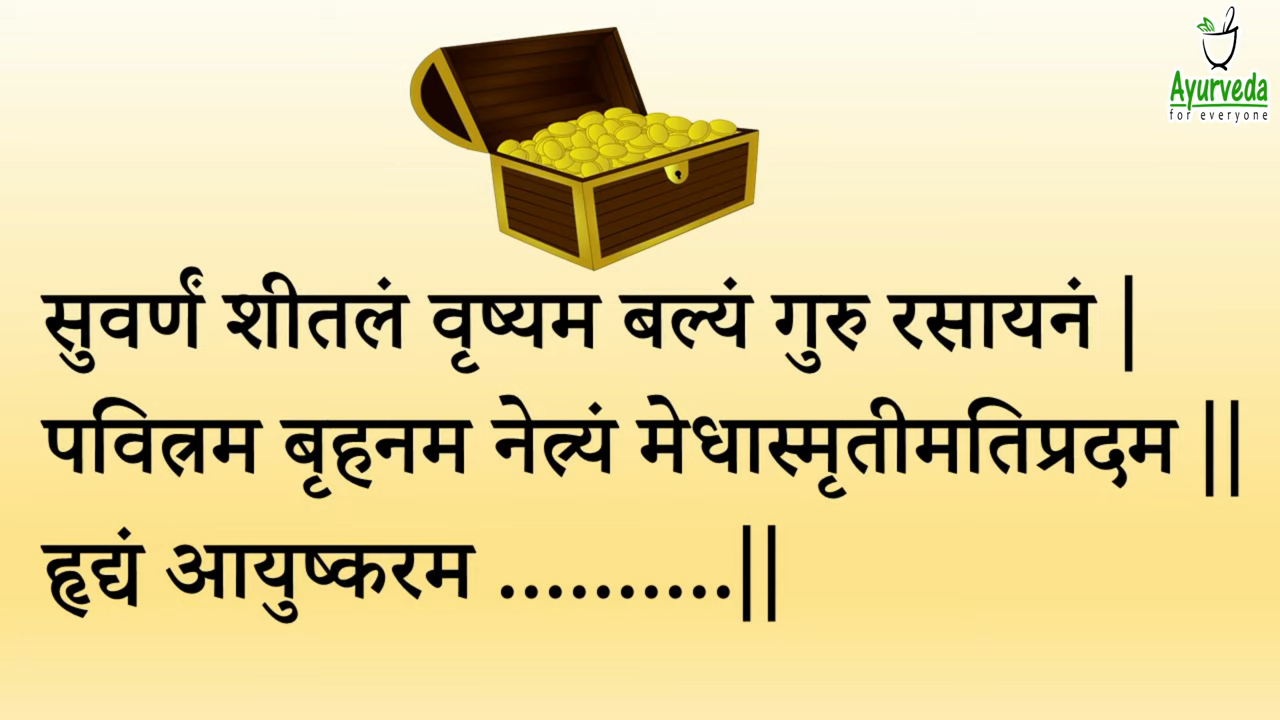 Ayurveda
for everyone
सुवर्णं शीतलं वृष्यम बल्यं गुरु रसायनं |
पवित्रम बृहनम नेत्र्यं मेधास्मृतीमतिप्रदम ||
हृद्यं आयुष्करम ..........||